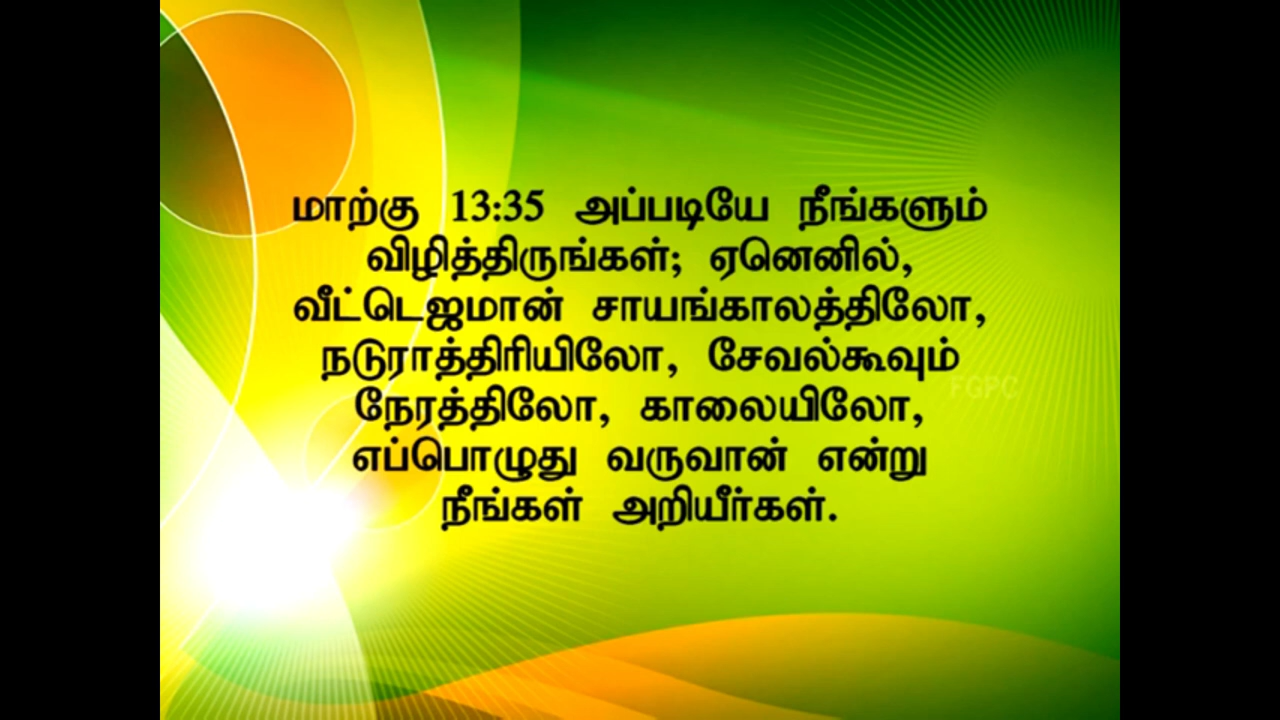 மாற்கு 13:35 அப்படியே நீங்களும்
விழித்திருங்கள்; ஏனெனில்,
வீட்டெஜமான் சாயங்காலத்திலோ,
நடுராத்திரியிலோ, சேவல்கூவும்
நேரத்திலோ, காலையிலோ,
எப்பொழுது வருவான் என்று
நீங்கள் அறியீர்கள்.
FGPC